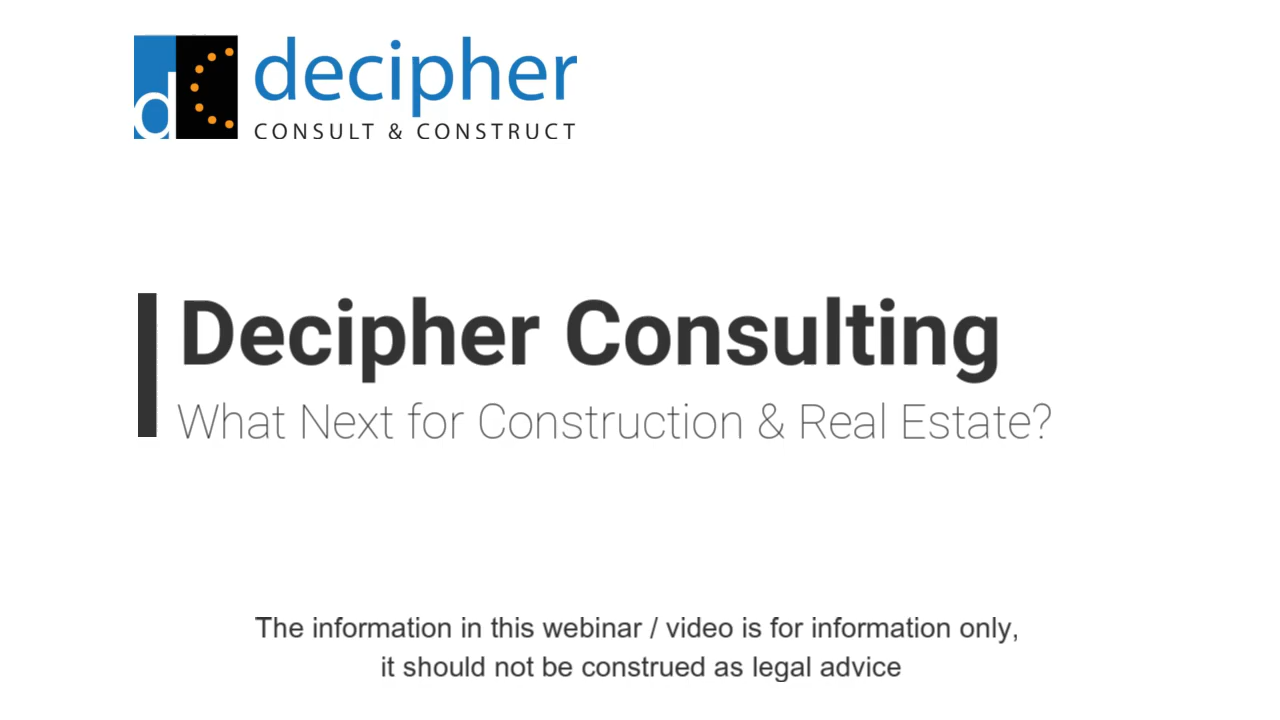 d
decipher
CONSULT & CONSTRUCT
Decipher Consulting
What Next for Construction & Real Estate?
The information in this webinar / video is for information only,
it should not be construed as legal advice